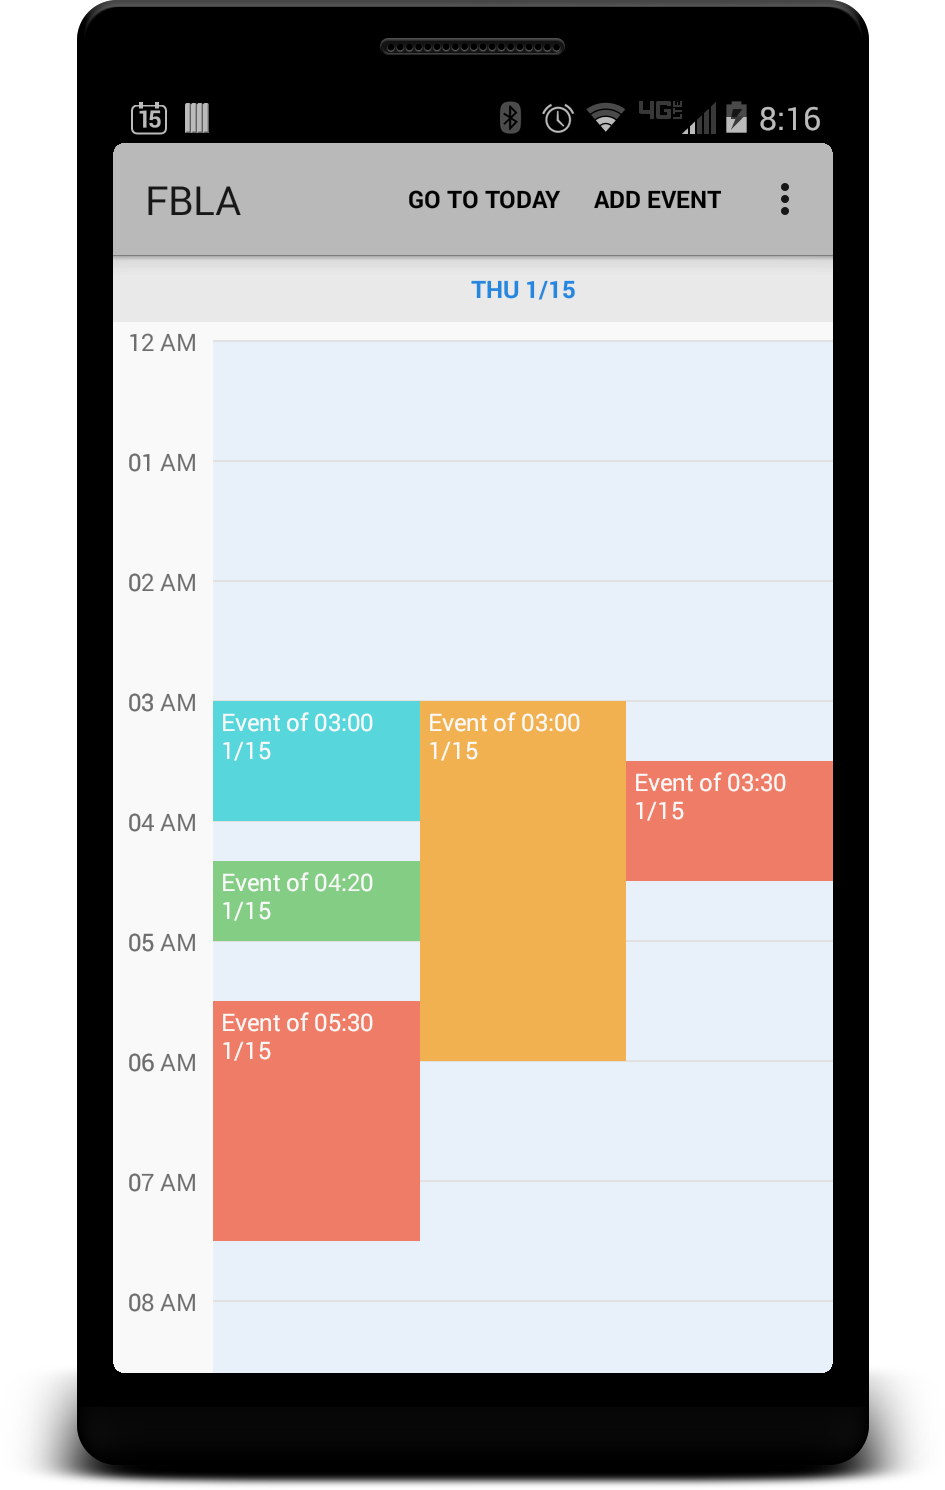 15
4G LTE
8:16
FBLA
GO TO TODAY
ADD EVENT
THU 1/15
12 AM
01 AM
02 AM
03 AM
Event of 03:00
1/15
Event of 03:00
1/15
Event of 03:30
1/15
04 AM
Event of 04:20
1/15
05 AM
Event of 05:30
1/15
06 AM
07 AM
08 AM